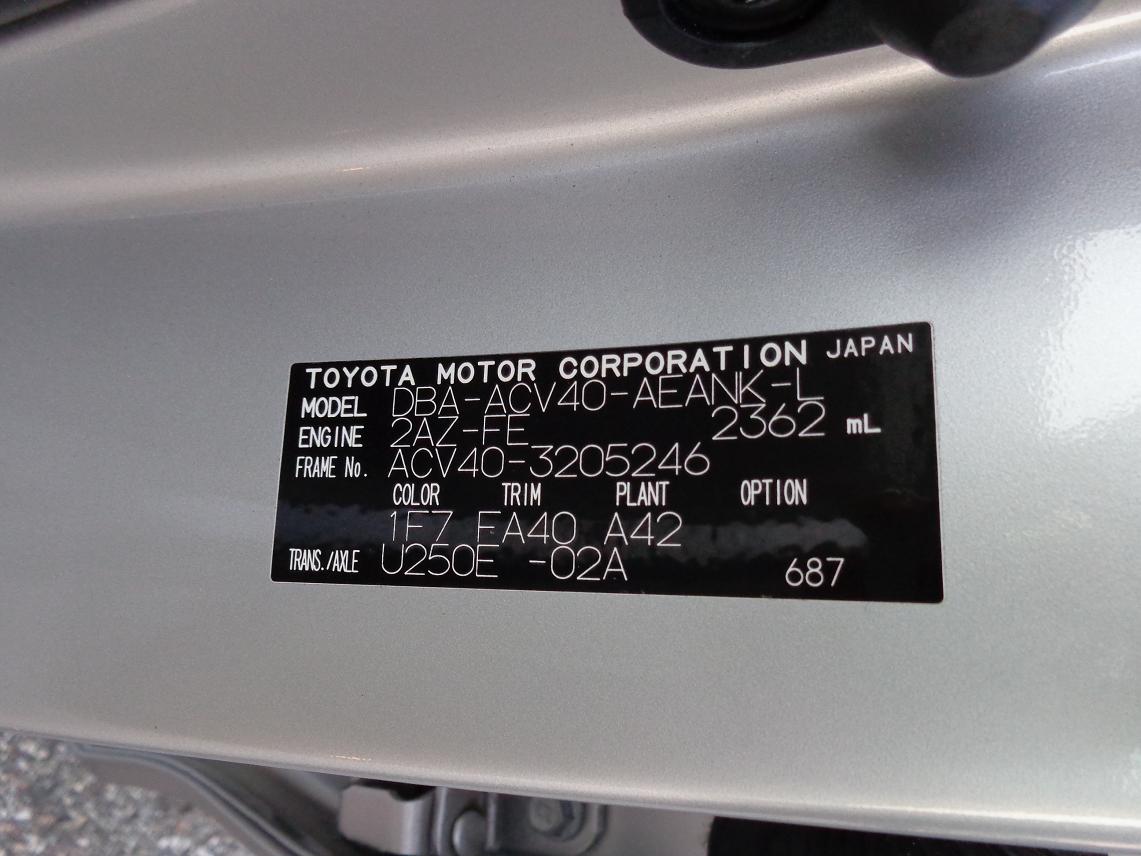 TOYOTA MOTOR CORPORATION JAPAN
MODEL DBA-ACV40-AEANK-L
ENGINE 2AZ-FE 2362 mL
FRAME No. ACV40-3205246
COLOR TRIM PLANT OPTION
1F7 FA40 A42
TRANS./AXLE U250E -02A 687